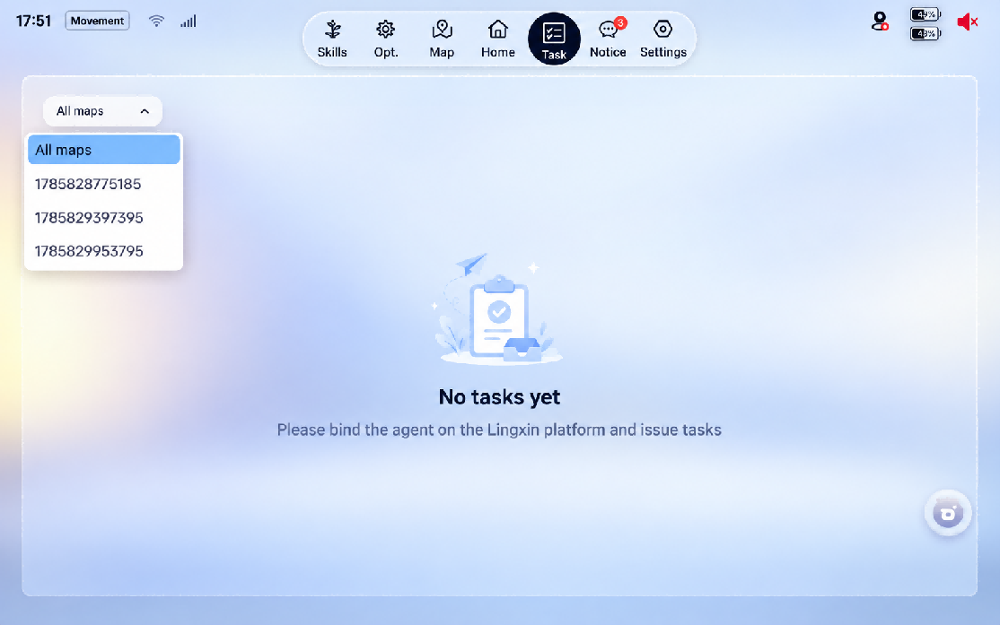 17:51 Movement
Skills Opt. Map Home Task Notice 3 Settings
49%
49%
All maps
All maps
1785828775185
1785829397395
1785829953795
No tasks yet
Please bind the agent on the Lingxin platform and issue tasks